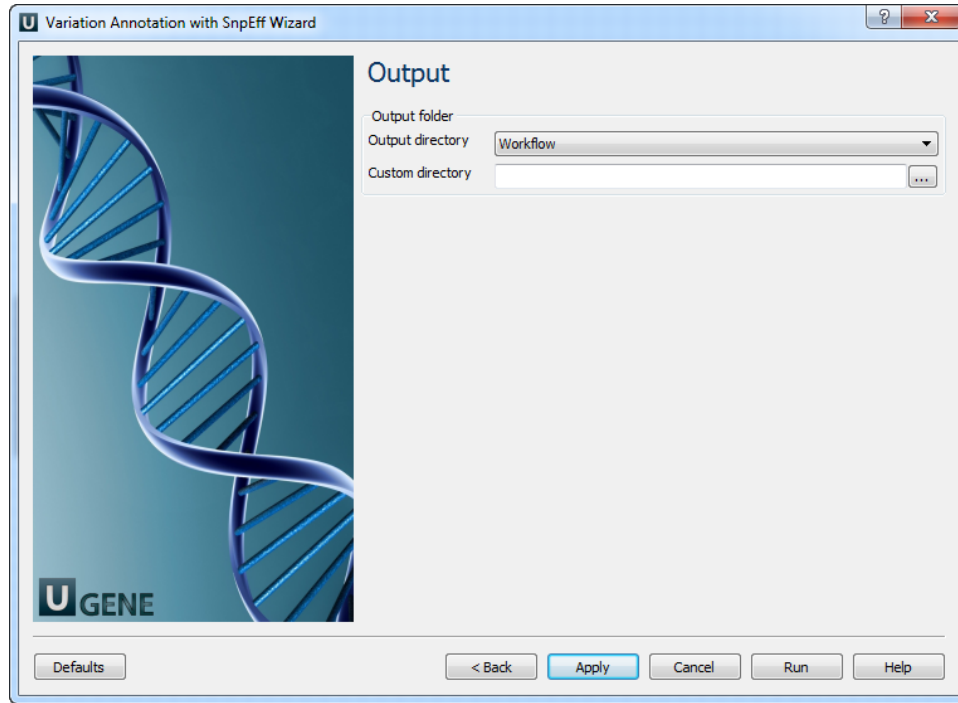 U Variation Annotation with SnpEff Wizard ? X
Output
Output folder
Output directory Workflow
Custom directory ...
U GENE
Defaults < Back Apply Cancel Run Help